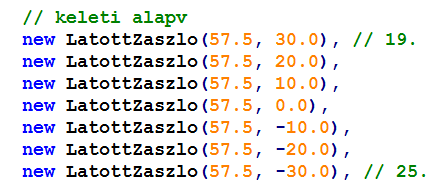 // keleti alapv
new LatottZaszlo(57.5, 30.0), // 19.
new LatottZaszlo(57.5, 20.0),
new LatottZaszlo(57.5, 10.0),
new LatottZaszlo(57.5, 0.0),
new LatottZaszlo(57.5, -10.0),
new LatottZaszlo(57.5, -20.0),
new LatottZaszlo(57.5, -30.0), // 25.